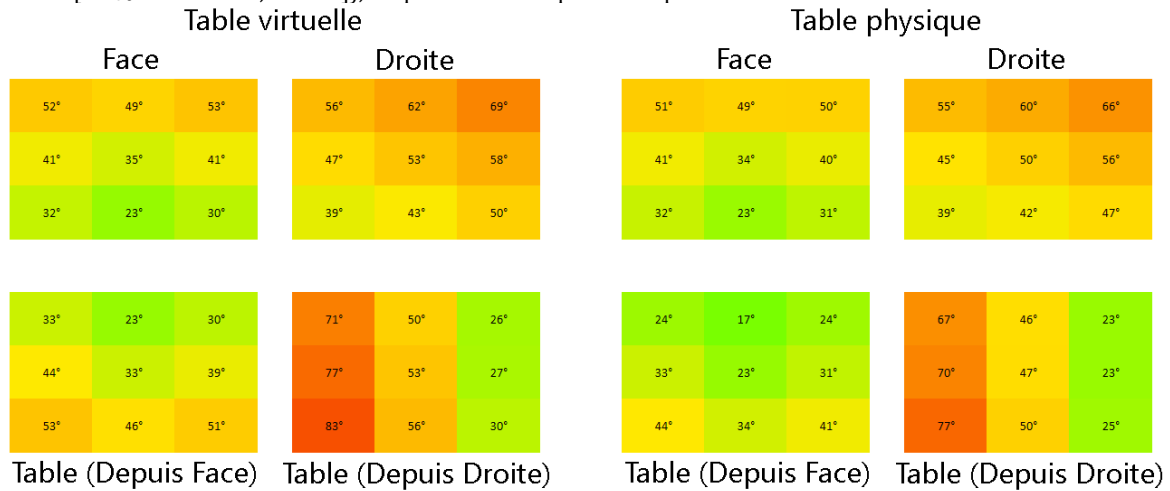 Table virtuelle Table physique
Face Droite Face Droite
52° 49° 53° 56° 62° 69° 51° 49° 50° 55° 60° 66°
41° 35° 41° 47° 53° 58° 41° 34° 40° 45° 50° 56°
32° 23° 30° 39° 43° 50° 32° 23° 31° 39° 42° 47°
33° 23° 30° 71° 50° 26° 24° 17° 24° 67° 46° 23°
44° 33° 39° 77° 53° 27° 33° 23° 31° 70° 47° 23°
53° 46° 51° 83° 56° 30° 44° 34° 41° 77° 50° 25°
Table (Depuis Face) Table (Depuis Droite) Table (Depuis Face) Table (Depuis Droite)